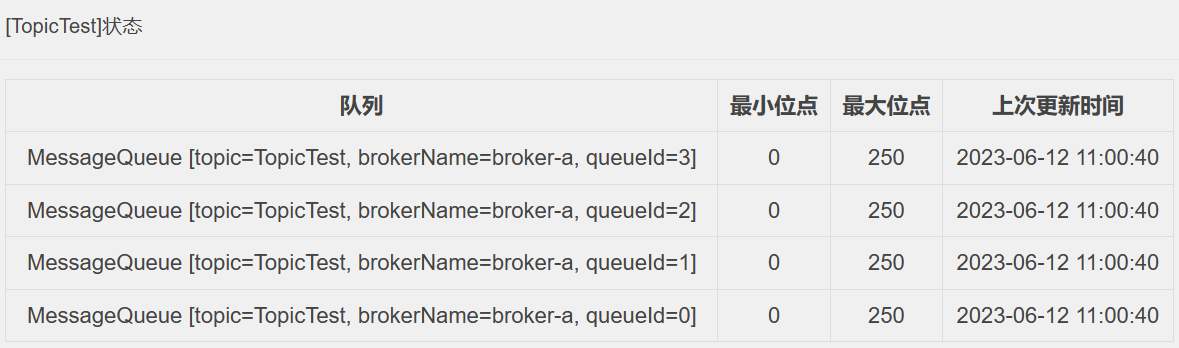 [TopicTest]状态
队列 最小位点 最大位点 上次更新时间
MessageQueue [topic=TopicTest, brokerName=broker-a, queueId=3] 0 250 2023-06-12 11:00:40
MessageQueue [topic=TopicTest, brokerName=broker-a, queueId=2] 0 250 2023-06-12 11:00:40
MessageQueue [topic=TopicTest, brokerName=broker-a, queueId=1] 0 250 2023-06-12 11:00:40
MessageQueue [topic=TopicTest, brokerName=broker-a, queueId=0] 0 250 2023-06-12 11:00:40